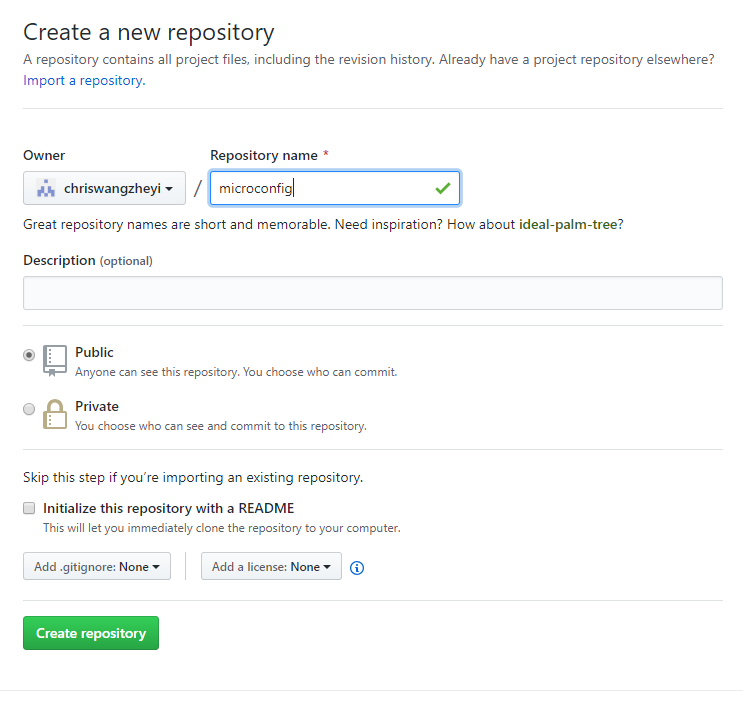 Create a new repository
A repository contains all project files, including the revision history. Already have a project repository elsewhere?
Import a repository.
Owner
Repository name *
chriswangzheyi
/
microconfig
Great repository names are short and memorable. Need inspiration? How about ideal-palm-tree?
Description (optional)
Public
Anyone can see this repository. You choose who can commit.
Private
You choose who can see and commit to this repository.
Skip this step if you’re importing an existing repository.
Initialize this repository with a README
This will let you immediately clone the repository to your computer.
Add .gitignore: None
Add a license: None
Create repository